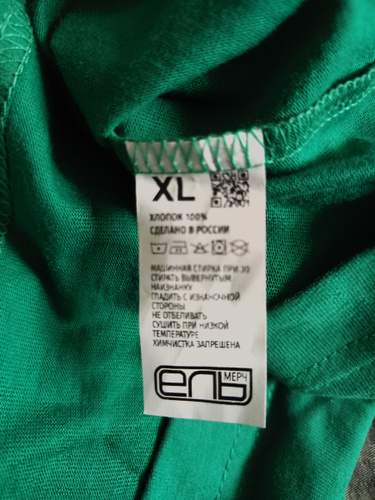 XL
ХЛОПОК 100%
СДЕЛАНО В РОССИИ
МАШИННАЯ СТИРКА ПРИ 30
СТИРАТЬ ВЫВЕРНУТЫМ
НАИЗНАНКУ
ГЛАДИТЬ С ИЗНАНОЧНОЙ
СТОРОНЫ
НЕ ОТБЕЛИВАТЬ
СУШИТЬ ПРИ НИЗКОЙ
ТЕМПЕРАТУРЕ
ХИМЧИСТКА ЗАПРЕЩЕНА
ЕЛЬ
МЕРЧ